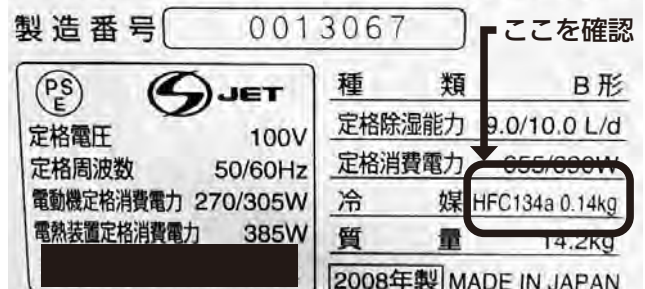 製造番号 0013067
ここを確認
PS
E
S JET
定格電圧 100V
定格周波数 50/60Hz
電動機定格消費電力 270/305W
電熱装置定格消費電力 385W
種類 B形
定格除湿能力 9.0/10.0 L/d
定格消費電力 655/690W
冷媒 HFC134a 0.14kg
質量 14.2kg
2008年製 MADE IN JAPAN